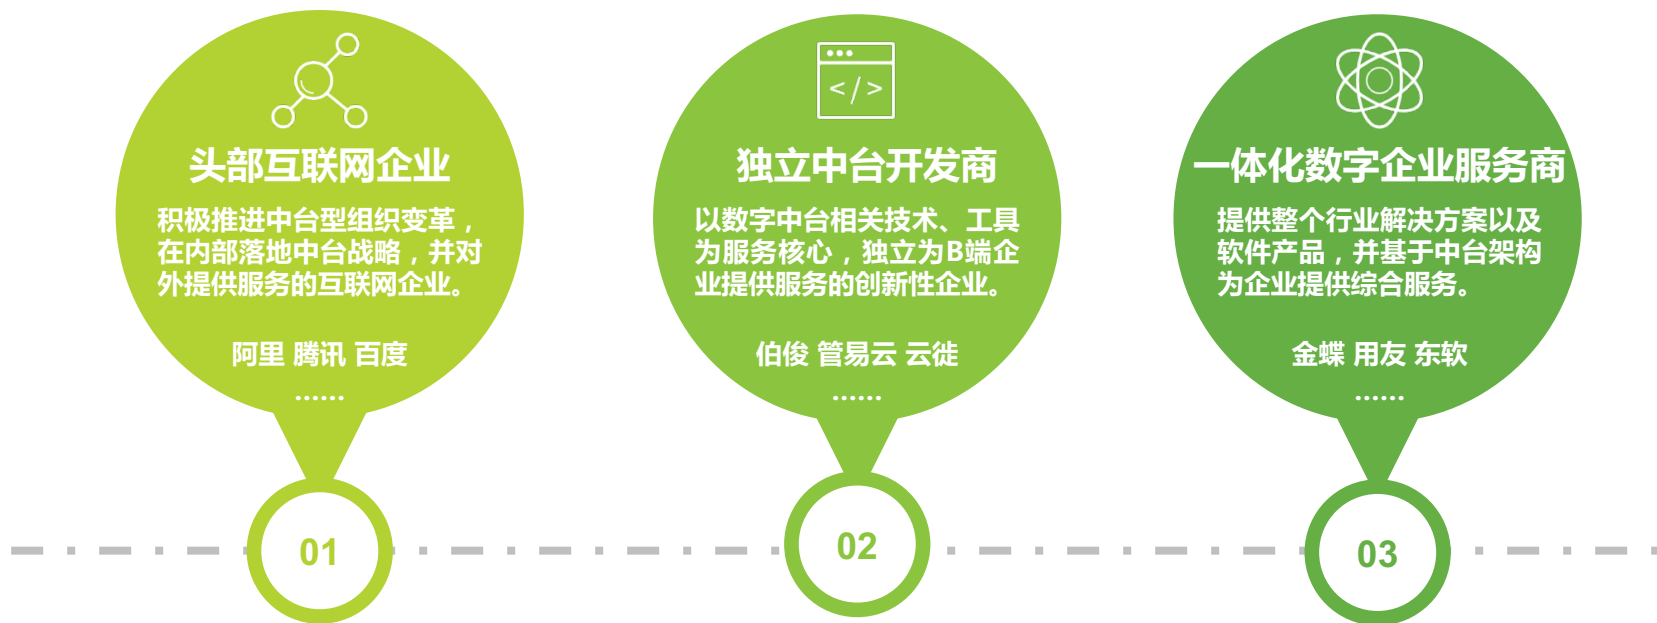 </>
头部互联网企业
积极推进中台型组织变革，
在内部落地中台战略，并对
外提供服务的互联网企业。
阿里 腾讯 百度
......
01
独立中台开发商
以数字中台相关技术、工具
为服务核心，独立为B端企
业提供服务的创新性企业。
伯俊 管易云 云徙
......
02
一体化数字企业服务商
提供整个行业解决方案以及
软件产品，并基于中台架构
为企业提供综合服务。
金蝶 用友 东软
......
03